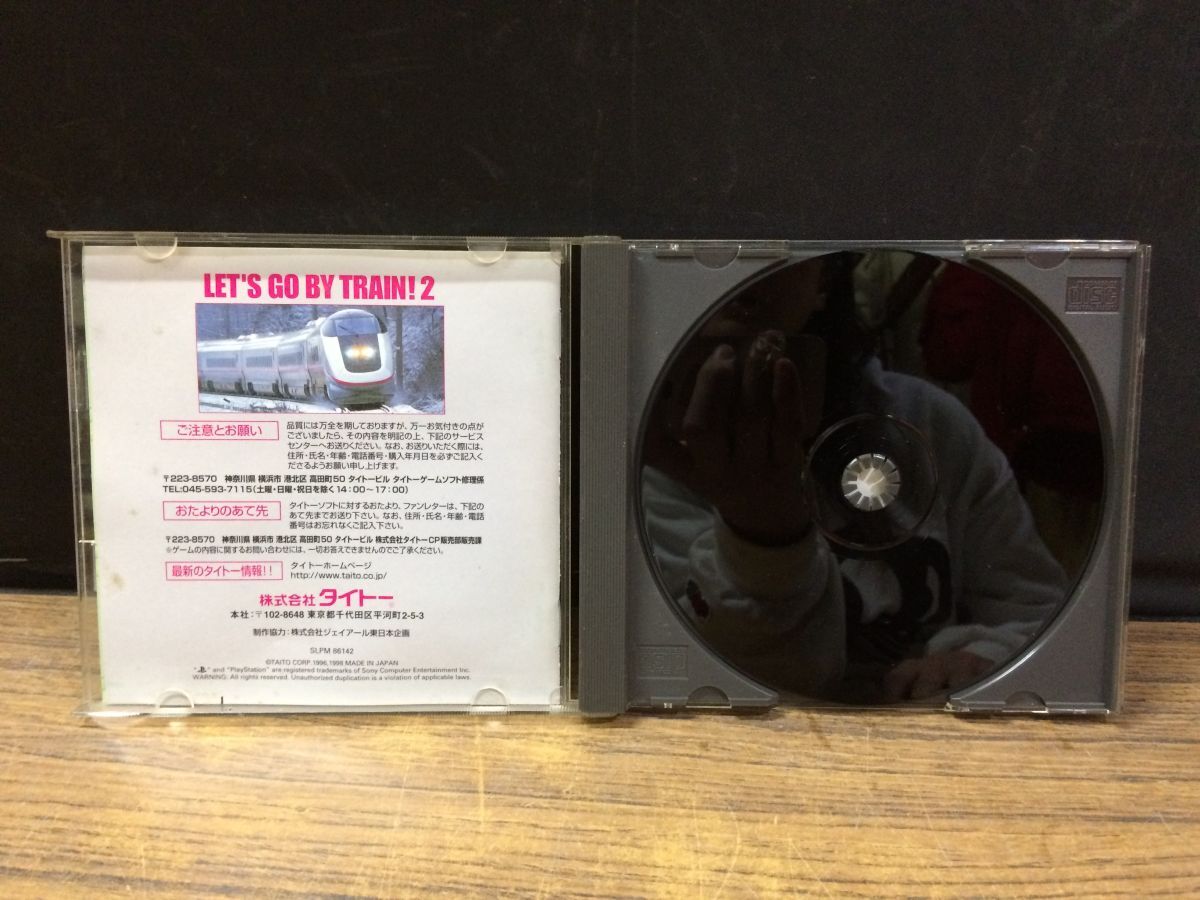 LET'S GO BY TRAIN! 2
ご注意とお願い
品質には万全を期しておりますが、万一お気付きの点が
ございましたら、その内容を明記の上、下記のサービス
センターへお送りください。なお、お送りいただく際には、
住所・氏名・年齢・電話番号・購入年月日を必ずご記入く
ださるようお願い申し上げます。
〒223-8570 神奈川県 横浜市 港北区 高田町50 タイトービル タイトーゲームソフト修理係
TEL:045-593-7115(土曜・日曜・祝日を除く14:00〜17:00)
おたよりのあて先
タイトーソフトに対するおたより、ファンレターは、下記の
あて先までお送り下さい。なお、住所・氏名・年齢・電話
番号はお忘れなくご記入下さい。
〒223-8570 神奈川県 横浜市 港北区 高田町50 タイトービル 株式会社タイトーCP販売部販売課
※ゲームの内容に関するお問い合わせには、一切お答えできませんのでご了承ください。
最新のタイトー情報!!
タイトーホームページ
http://www.taito.co.jp/
株式会社 タイトー
本社:〒102-8648 東京都千代田区平河町2-5-3
制作協力:株式会社ジェイアール東日本企画
SLPM 86142
©TAITO CORP. 1996,1998 MADE IN JAPAN
" " and "PlayStation" are registered trademarks of Sony Computer Entertainment Inc.
WARNING: All rights reserved. Unauthorized duplication is a violation of applicable laws.
disc